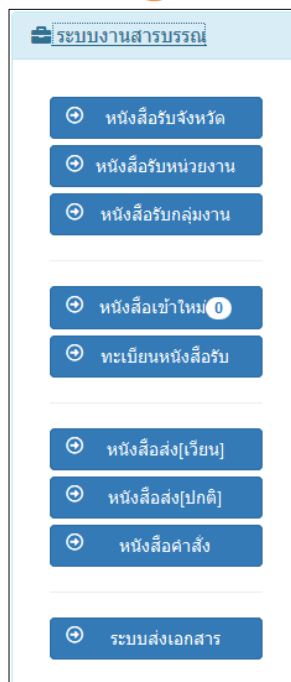 ระบบงานสารบรรณ
หนังสือรับจังหวัด
หนังสือรับหน่วยงาน
หนังสือรับกลุ่มงาน
หนังสือเข้าใหม่ 0
ทะเบียนหนังสือรับ
หนังสือส่ง[เวียน]
หนังสือส่ง[ปกติ]
หนังสือคำสั่ง
ระบบส่งเอกสาร